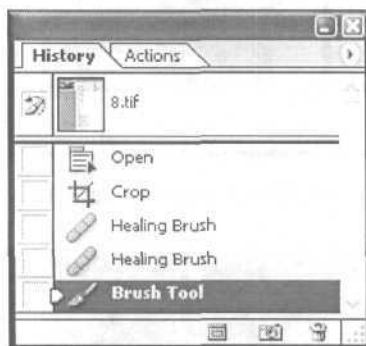 History Actions
8.tif
Open
Crop
Healing Brush
Healing Brush
Brush Tool